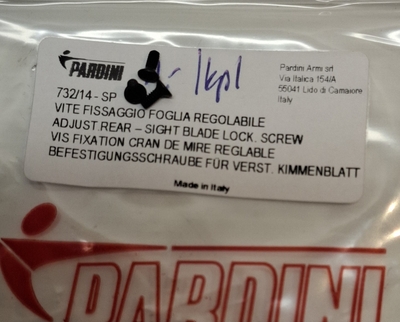 PARDINI
1kpl
Pardini Armi srl
Via Italica 154/A
55041 Lido di Camaiore
Italy
732/14 - SP
VITE FISSAGGIO FOGLIA REGOLABILE
ADJUST.REAR – SIGHT BLADE LOCK. SCREW
VIS FIXATION CRAN DE MIRE REGLABLE
BEFESTIGUNGSSCHRAUBE FÜR VERST. KIMMENBLATT
Made in Italy
PARDINI